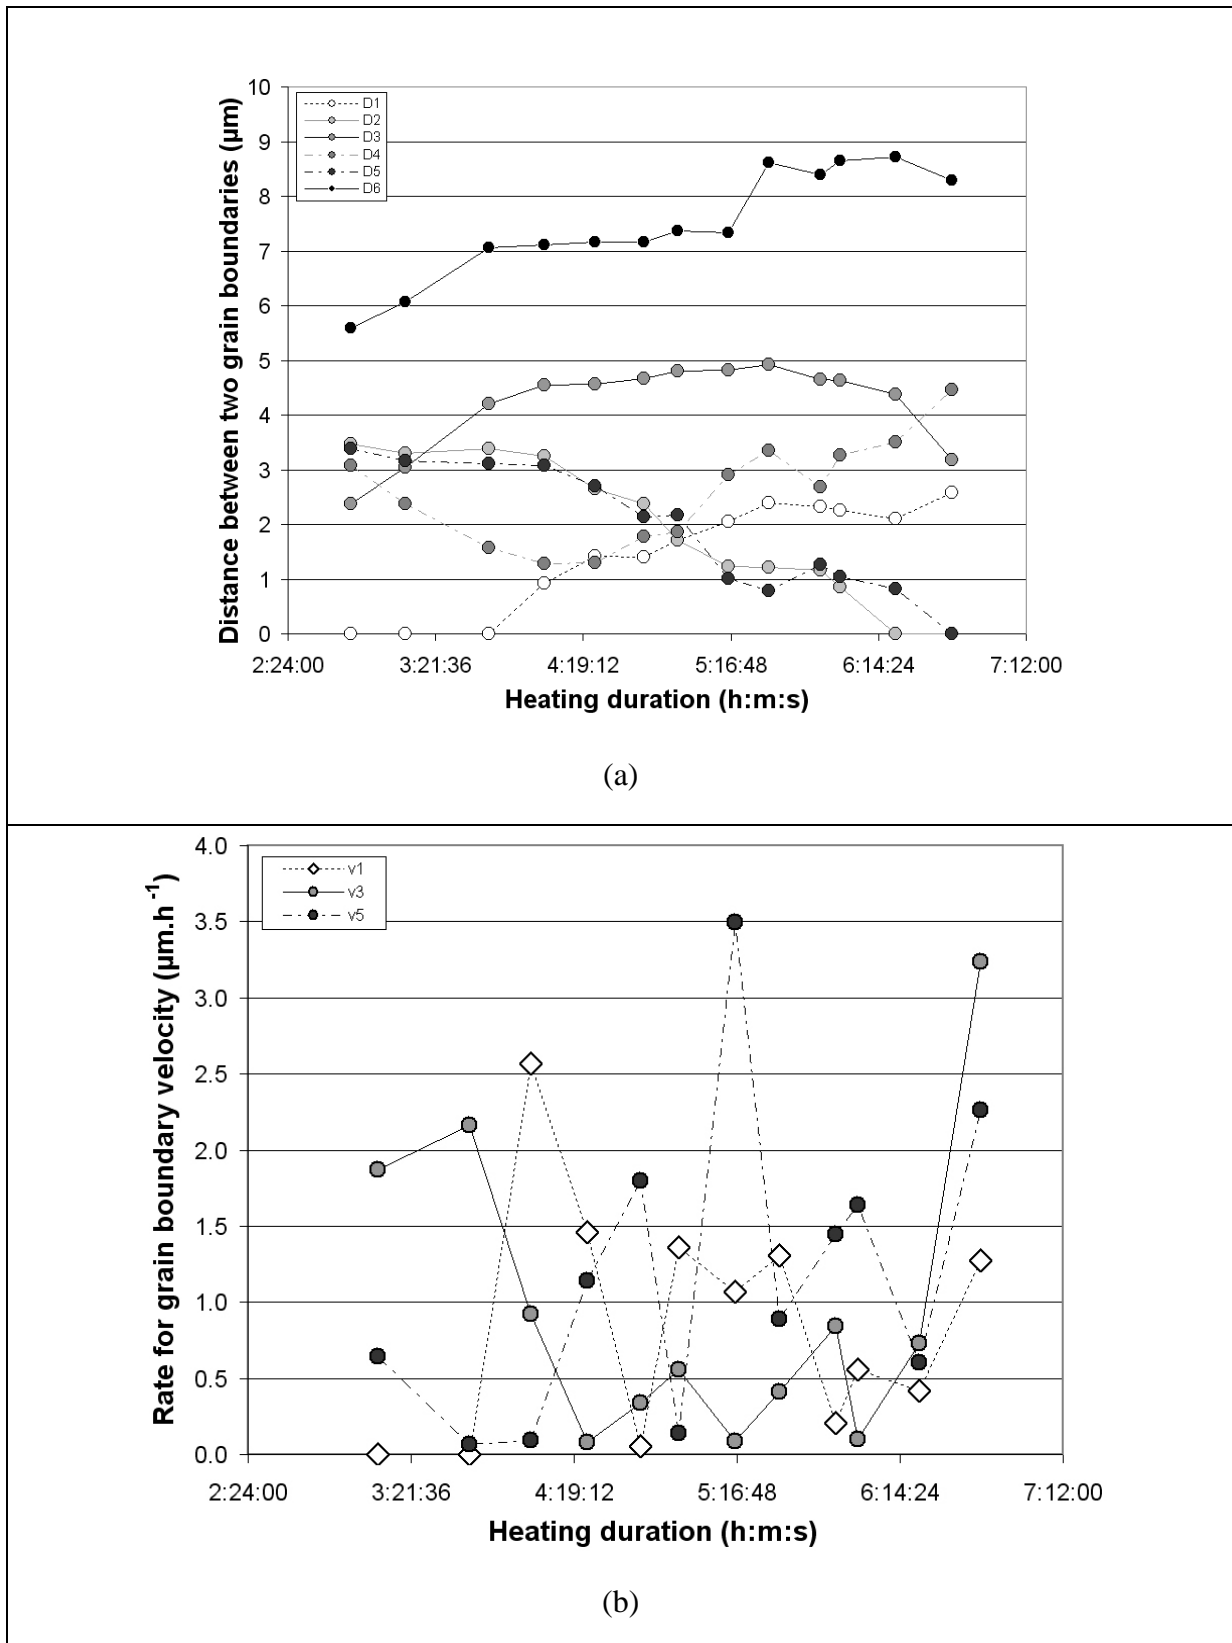 10
9
8
7
6
5
4
3
2
1
0
D1
D2
D3
D4
D5
D6
Distance between two grain boundaries (µm)
2:24:00 3:21:36 4:19:12 5:16:48 6:14:24 7:12:00
Heating duration (h:m:s)
(a)
4.0
3.5
3.0
2.5
2.0
1.5
1.0
0.5
0.0
v1
v3
v5
Rate for grain boundary velocity (µm.h⁻¹)
2:24:00 3:21:36 4:19:12 5:16:48 6:14:24 7:12:00
Heating duration (h:m:s)
(b)